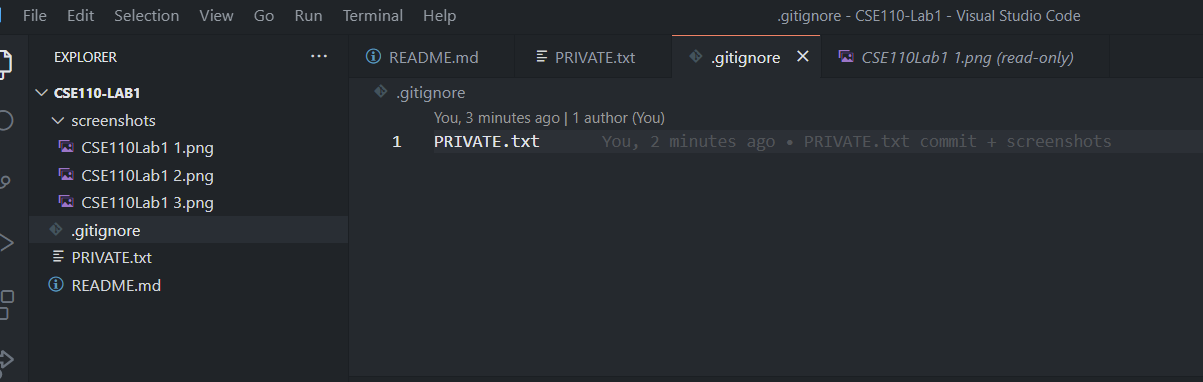 File Edit Selection View Go Run Terminal Help .gitignore - CSE110-Lab1 - Visual Studio Code
EXPLORER ··· README.md PRIVATE.txt .gitignore CSE110Lab1 1.png (read-only)
CSE110-LAB1
screenshots
CSE110Lab1 1.png
CSE110Lab1 2.png
CSE110Lab1 3.png
.gitignore
PRIVATE.txt
README.md
.gitignore
You, 3 minutes ago | 1 author (You)
1 PRIVATE.txt You, 2 minutes ago • PRIVATE.txt commit + screenshots